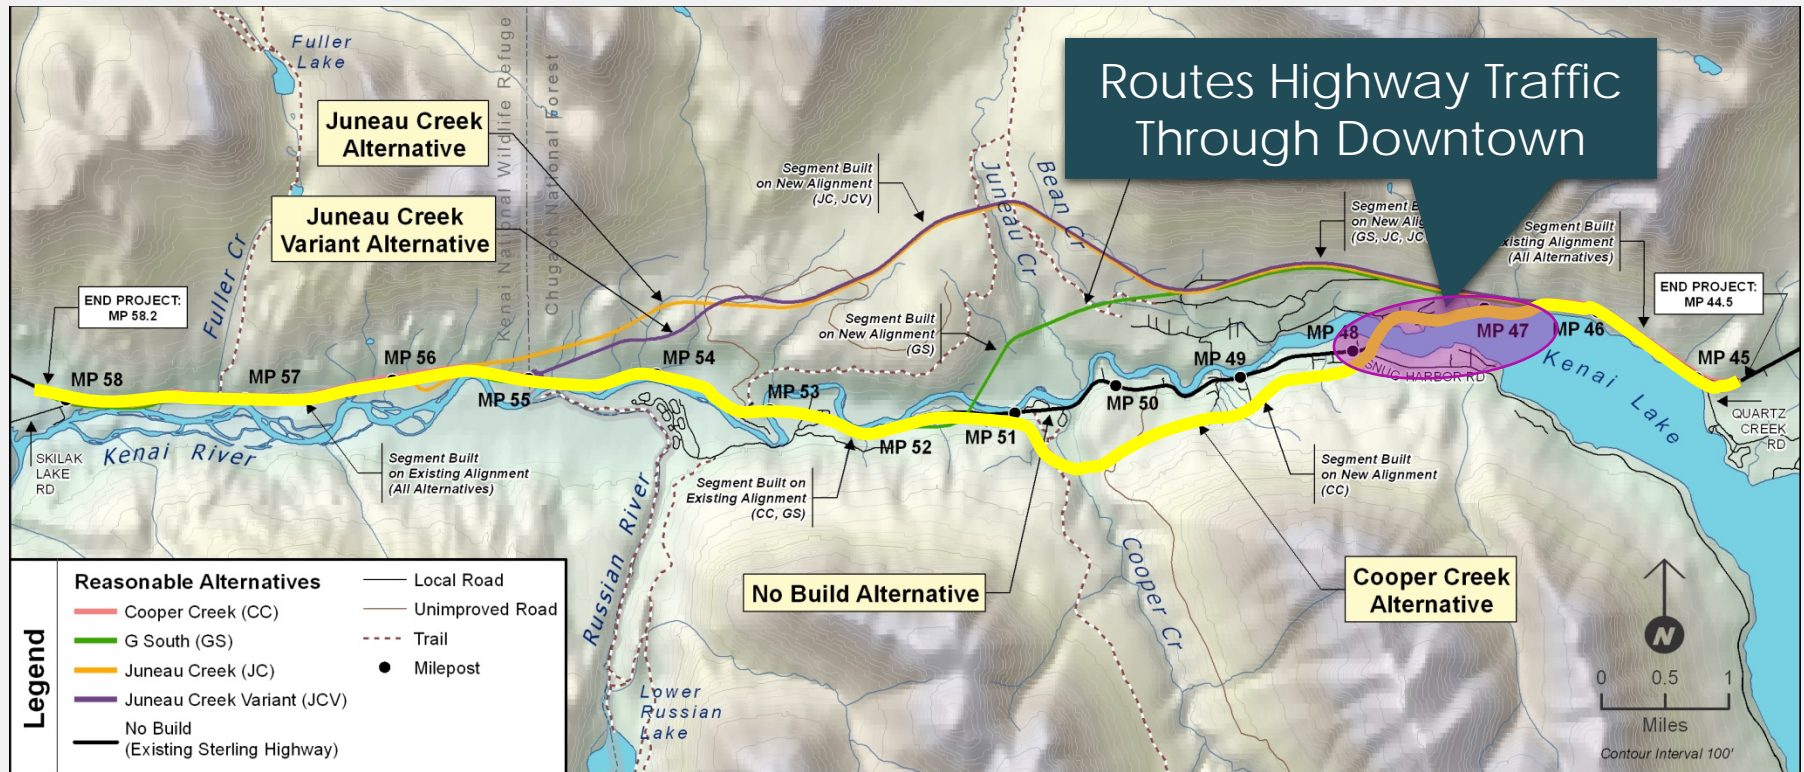 Fuller
Lake
Routes Highway Traffic
Through Downtown
Juneau Creek
Alternative
Juneau Creek
Variant Alternative
Kenai National Wildlife Refuge
Chugach National Forest
Segment Built
on New Alignment
(JC, JCV)
Juneau Cr
Bean Cr
Segment B
on New Alig
(GS, JC, JC
Segment Built
xisting Alignment
(All Alternatives)
Fuller Cr
END PROJECT:
MP 58.2
END PROJECT:
MP 44.5
Segment Built
on New Alignment
(GS)
MP 58
MP 57
MP 56
MP 55
MP 54
MP 53
MP 52
MP 51
MP 50
MP 49
MP 48
MP 47
MP 46
MP 45
SNUG HARBOR RD
Kenai Lake
QUARTZ
CREEK
RD
SKILAK
LAKE
RD
Kenai River
Segment Built
on Existing Alignment
(All Alternatives)
Segment Built on
Existing Alignment
(CC, GS)
Segment Built
on New Alignment
(CC)
Russian River
Cooper Cr
No Build Alternative
Cooper Creek
Alternative
Lower
Russian
Lake
Legend
Reasonable Alternatives
Cooper Creek (CC)
G South (GS)
Juneau Creek (JC)
Juneau Creek Variant (JCV)
No Build
(Existing Sterling Highway)
Local Road
Unimproved Road
Trail
Milepost
N
0 0.5 1
Miles
Contour Interval 100'